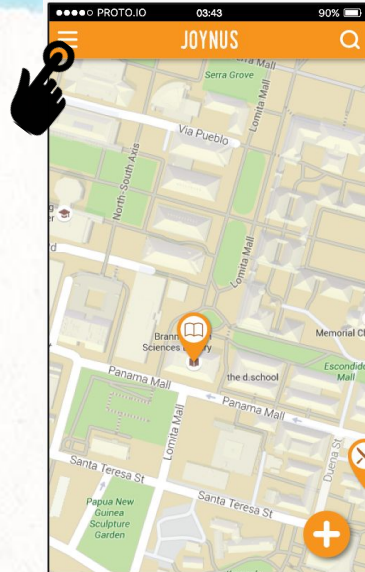 PROTO.IO 03:43 90%
JOYNUS
Serra Grove
Lomita Mall
Via Pueblo
North-South Axis
Lomita Mall
Sciences
Memorial
Panama Mall
the d.school
Escondido
Mall
Panama Mall
Lomita Mall
Duena St
Santa Teresa St
Santa Teresa St
Papua New
Guinea
Sculpture
Garden